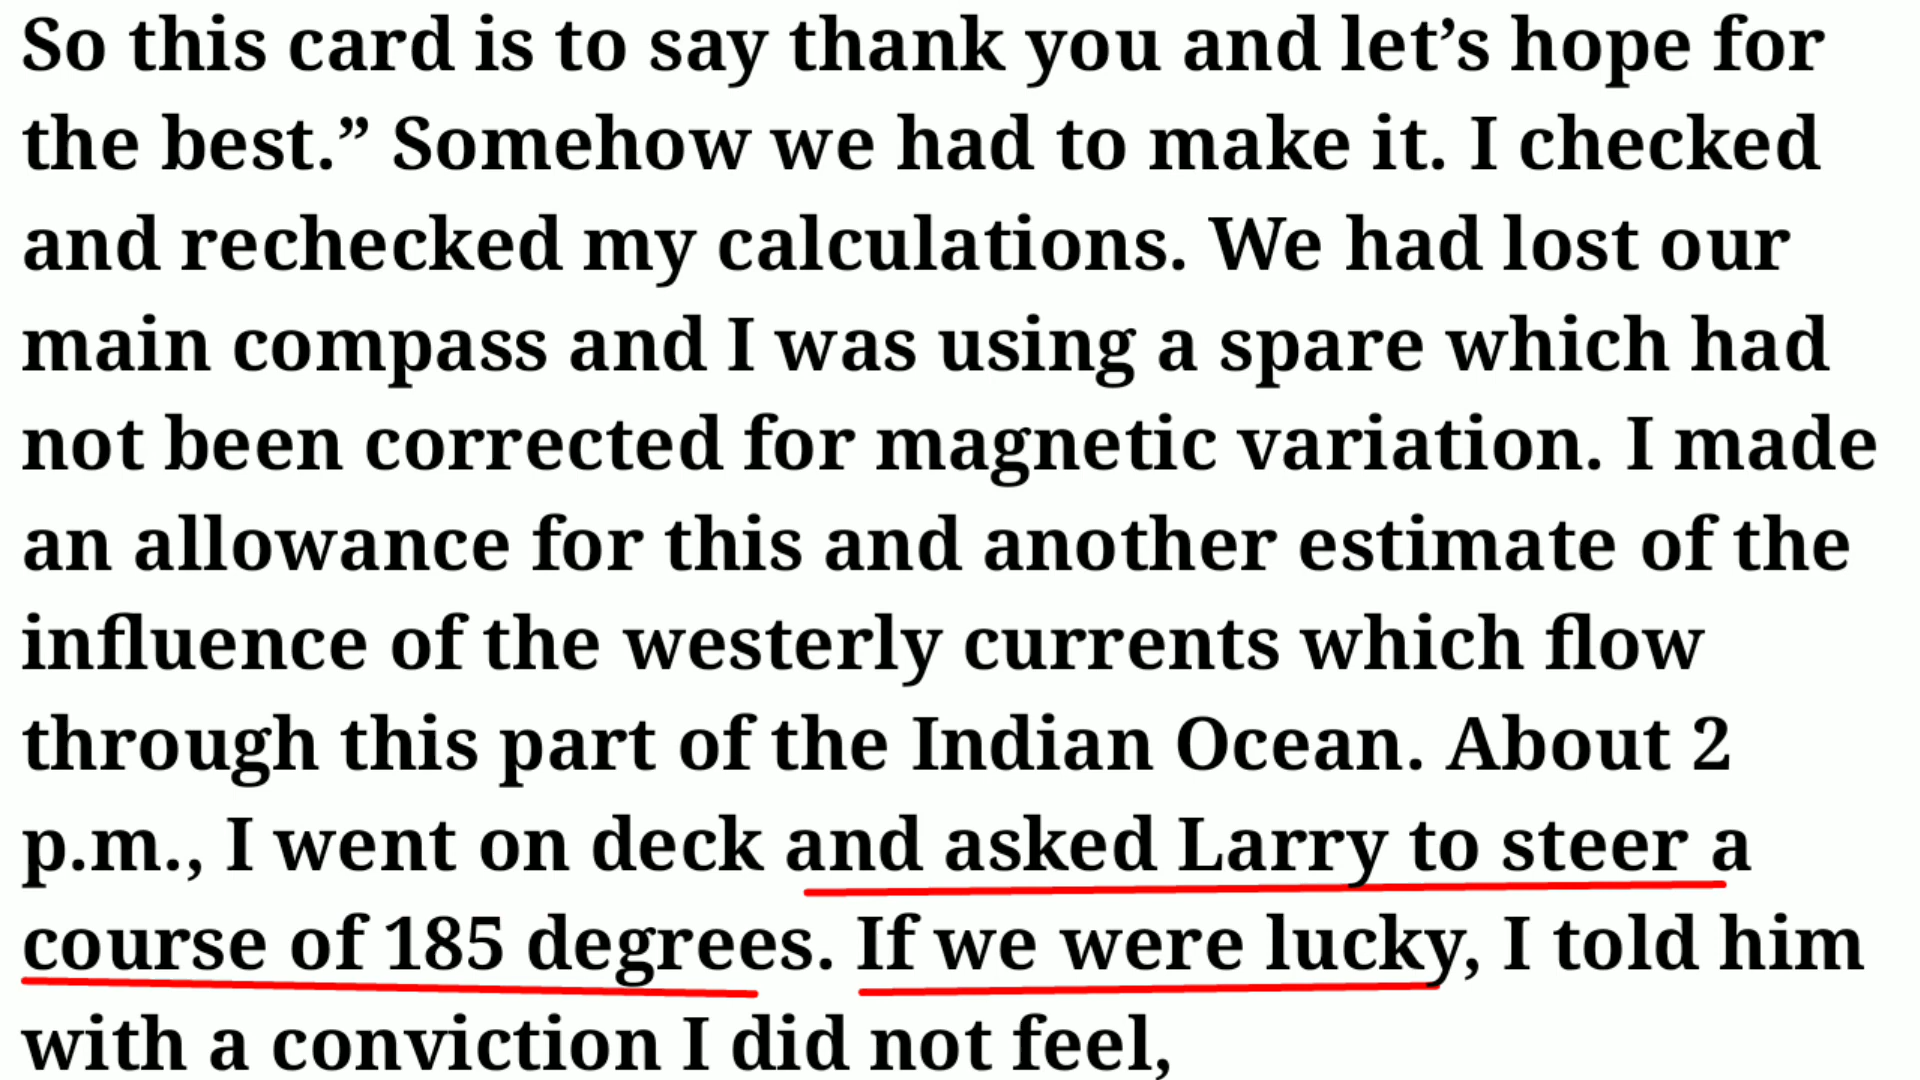 So this card is to say thank you and let’s hope for
the best.” Somehow we had to make it. I checked
and rechecked my calculations. We had lost our
main compass and I was using a spare which had
not been corrected for magnetic variation. I made
an allowance for this and another estimate of the
influence of the westerly currents which flow
through this part of the Indian Ocean. About 2
p.m., I went on deck and asked Larry to steer a
course of 185 degrees. If we were lucky, I told him
with a conviction I did not feel,